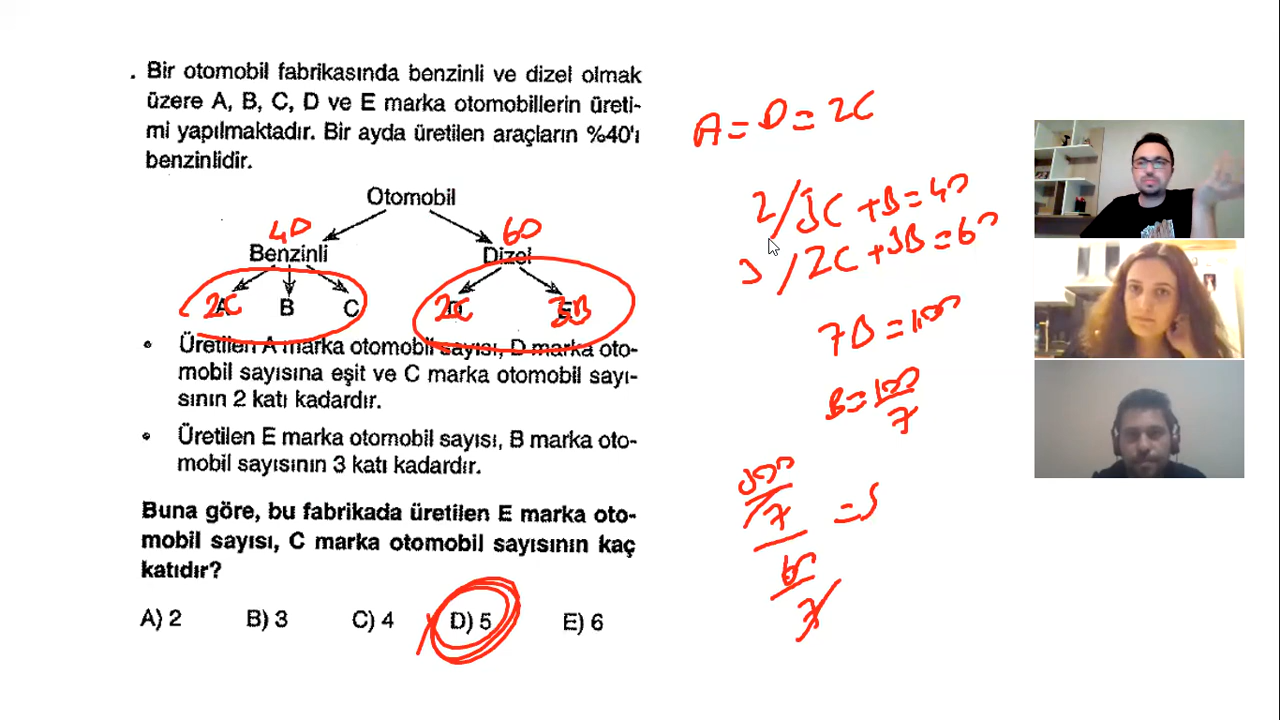 . Bir otomobil fabrikasında benzinli ve dizel olmak
üzere A, B, C, D ve E marka otomobillerin üreti-
mi yapılmaktadır. Bir ayda üretilen araçların %40'ı
benzinlidir.
Otomobil
40 60
Benzinli Dizel
2C B C 2C 3B
• Üretilen A marka otomobil sayısı, D marka oto-
mobil sayısına eşit ve C marka otomobil sayı-
sının 2 katı kadardır.
• Üretilen E marka otomobil sayısı, B marka oto-
mobil sayısının 3 katı kadardır.
Buna göre, bu fabrikada üretilen E marka oto-
mobil sayısı, C marka otomobil sayısının kaç
katıdır?
A) 2 B) 3 C) 4 D) 5 E) 6
A = D = 2C
2/3C + B = 40
3/2C + 3B = 60
7B = 100
B = 100
7
300
7 = 5
60
7